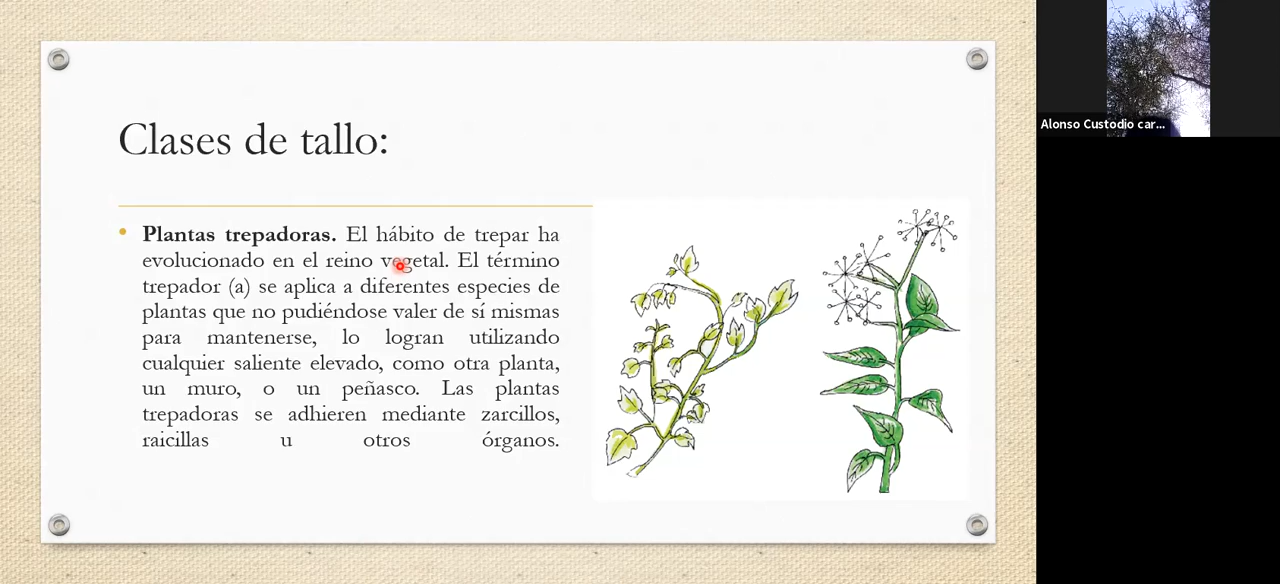 Clases de tallo:
Plantas trepadoras. El hábito de trepar ha
evolucionado en el reino vegetal. El término
trepador (a) se aplica a diferentes especies de
plantas que no pudiéndose valer de sí mismas
para mantenerse, lo logran utilizando
cualquier saliente elevado, como otra planta,
un muro, o un peñasco. Las plantas
trepadoras se adhieren mediante zarcillos,
raicillas u otros órganos.
Alonso Custodio car...